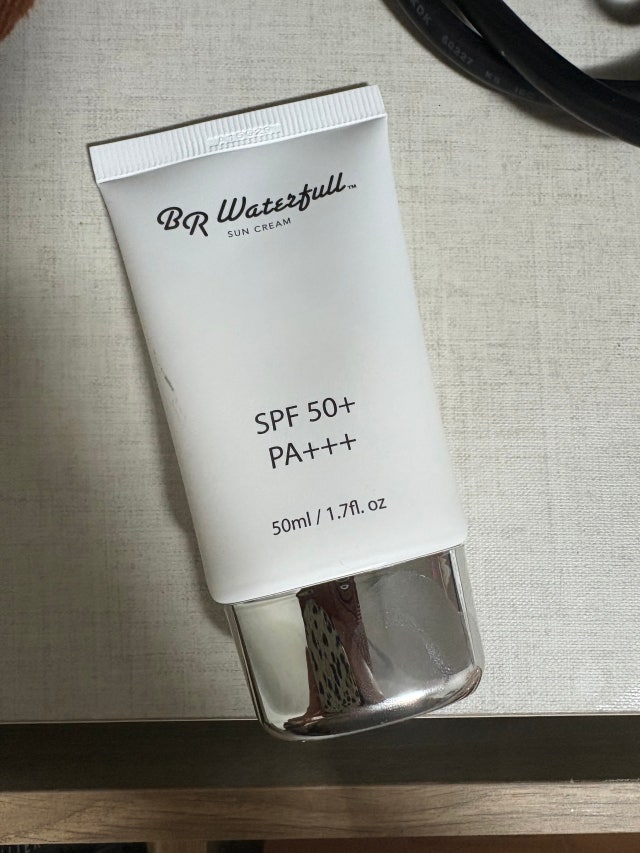 BR Waterfull™
SUN CREAM
SPF 50+
PA+++
50ml / 1.7fl. oz